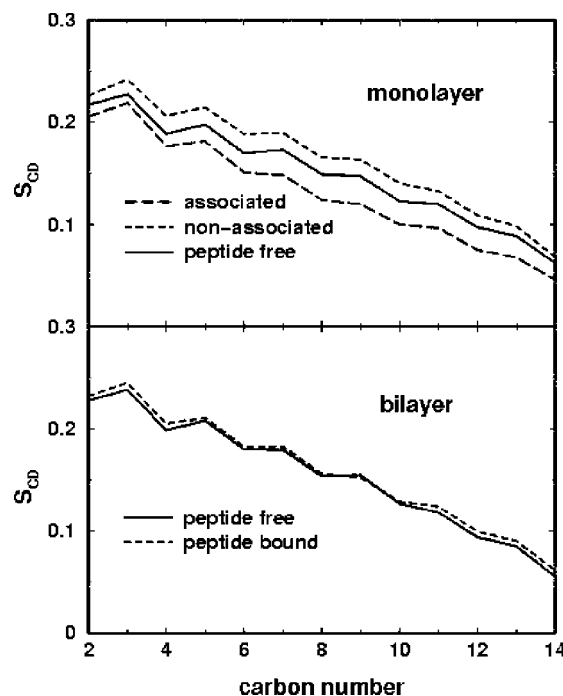 0.3
monolayer
0.2
S_CD
associated
0.1
non-associated
peptide free
0.3
bilayer
0.2
S_CD
peptide free
0.1
peptide bound
0
2 4 6 8 10 12 14
carbon number